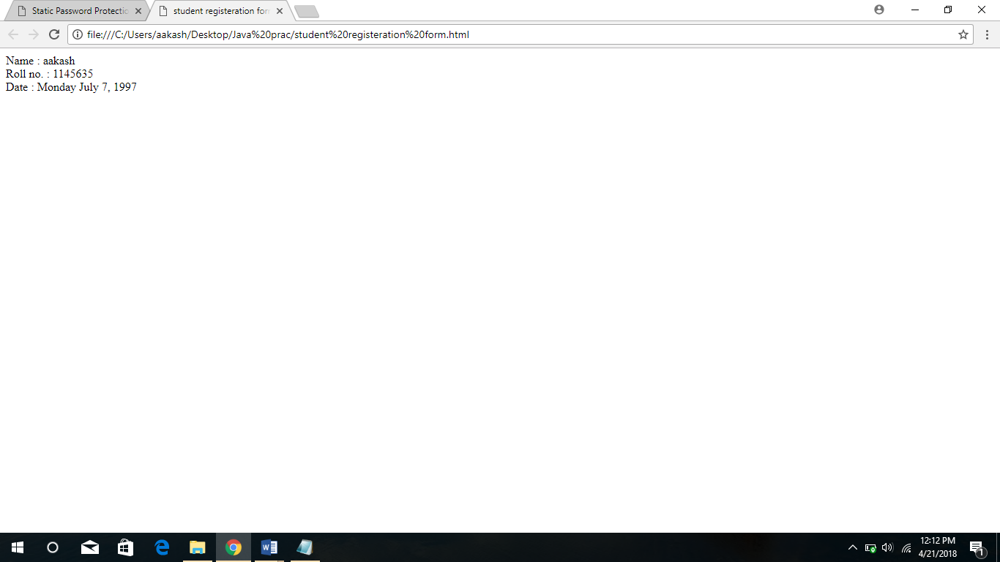 Static Password Protectio
student registeration for
file:///C:/Users/aakash/Desktop/Java%20prac/student%20registeration%20form.html
Name : aakash
Roll no. : 1145635
Date : Monday July 7, 1997
12:12 PM
4/21/2018
1